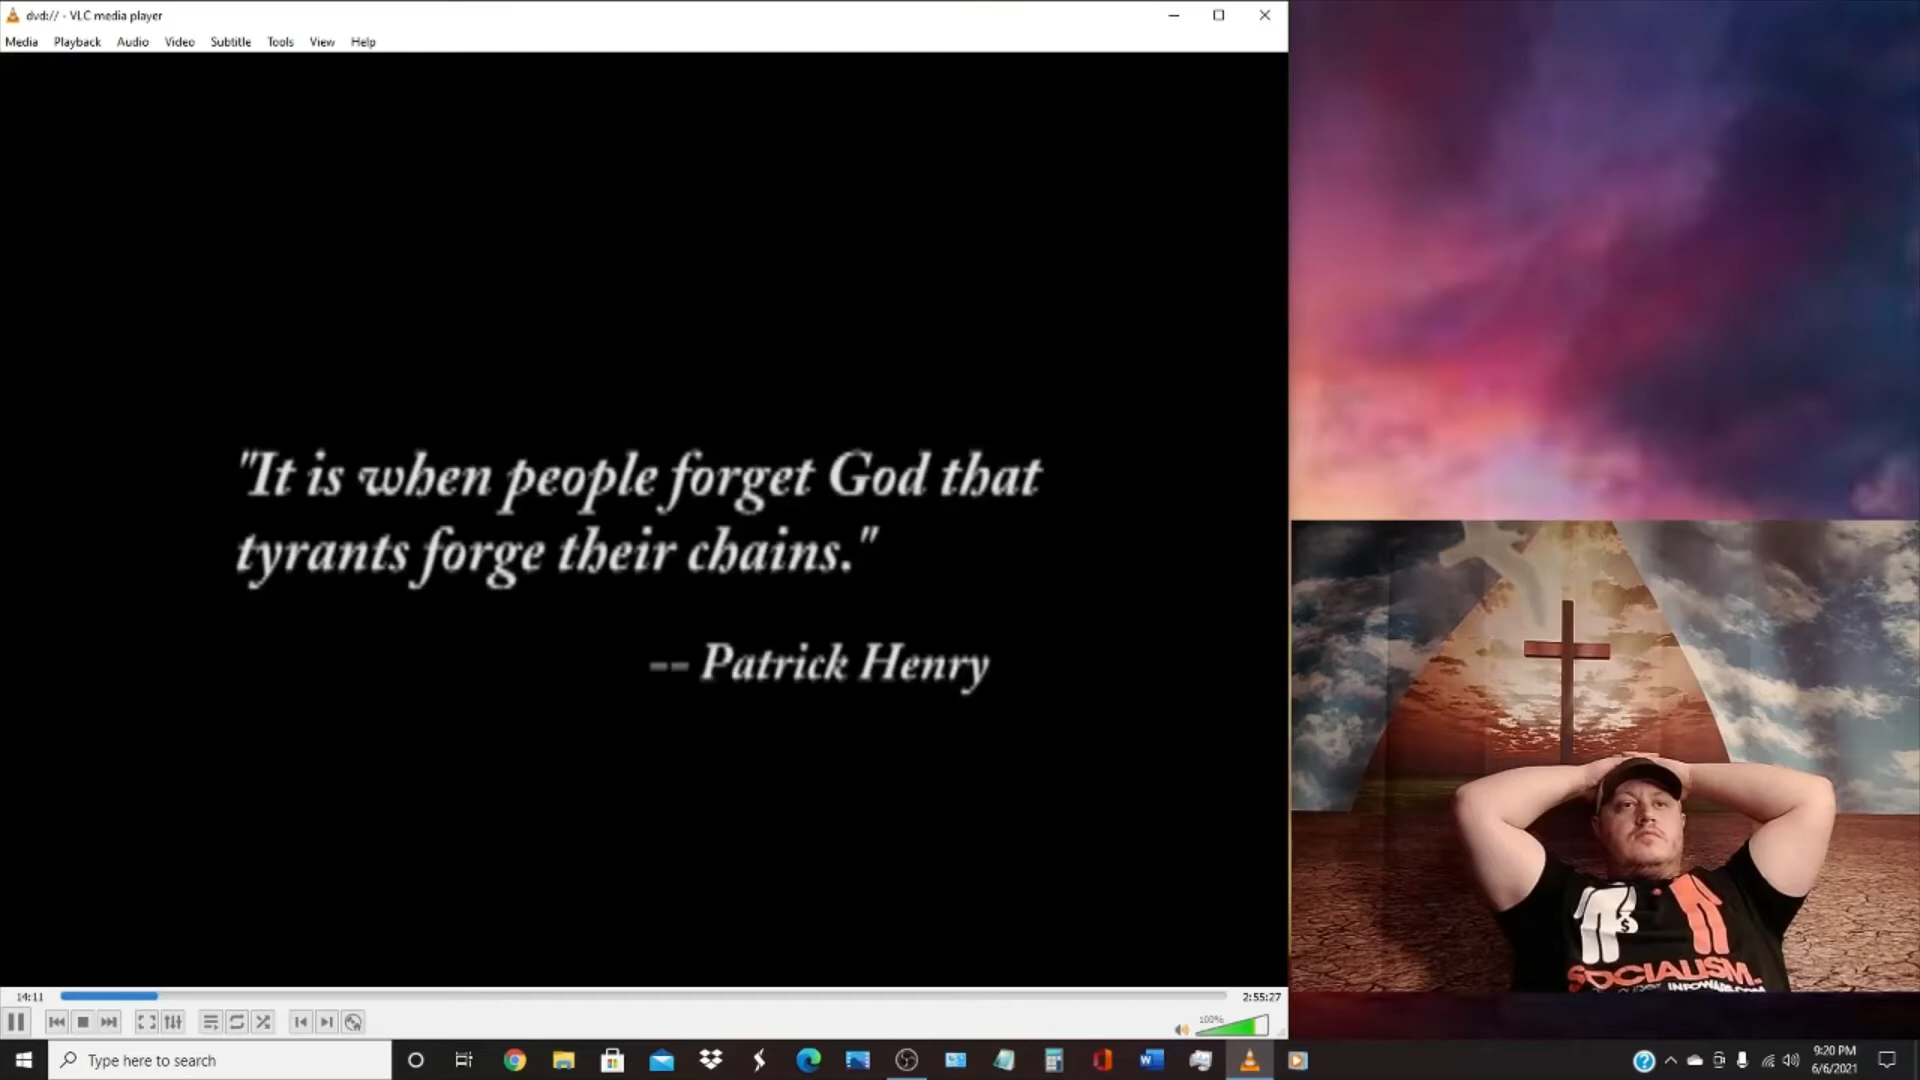 dvd:// - VLC media player
Media Playback Audio Video Subtitle Tools View Help
"It is when people forget God that
tyrants forge their chains."
-- Patrick Henry
SOCIALISM.
INFOWARS.COM
14:11
2:55:27
100%
Type here to search
9:20 PM
6/6/2021